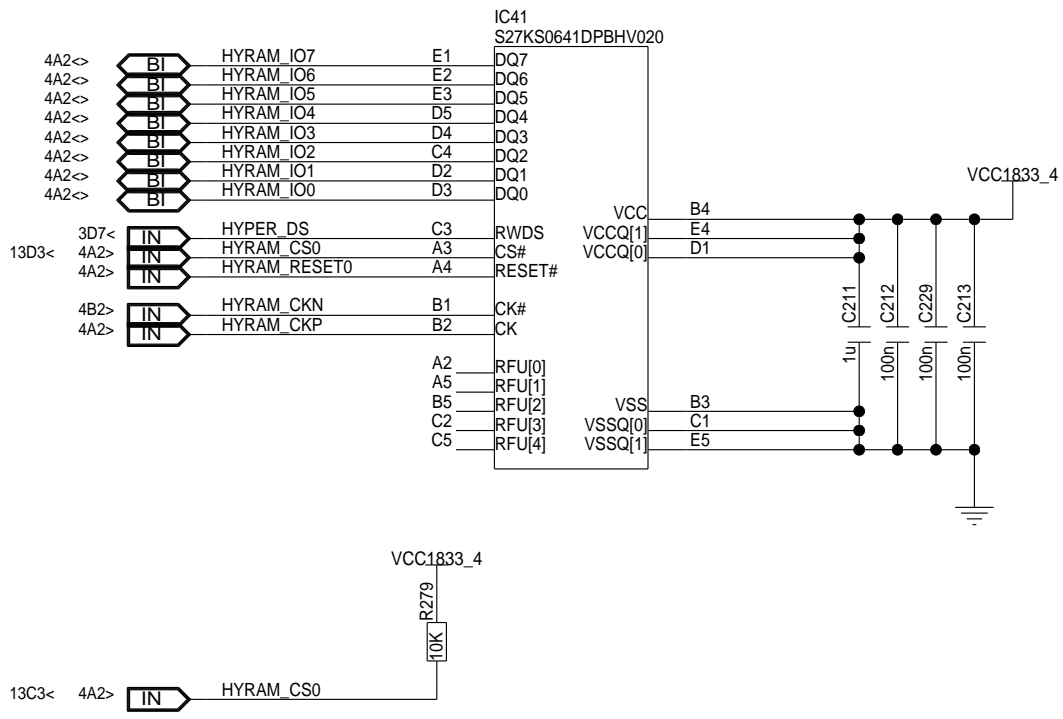 IC41
S27KS0641DPBHV020
4A2<> BI HYRAM_IO7 E1 DQ7
4A2<> BI HYRAM_IO6 E2 DQ6
4A2<> BI HYRAM_IO5 E3 DQ5
4A2<> BI HYRAM_IO4 D5 DQ4
4A2<> BI HYRAM_IO3 D4 DQ3
4A2<> BI HYRAM_IO2 C4 DQ2
4A2<> BI HYRAM_IO1 D2 DQ1
4A2<> BI HYRAM_IO0 D3 DQ0
VCC1833_4
VCC B4
3D7< IN HYPER_DS C3 RWDS VCCQ[1] E4
13D3< 4A2> IN HYRAM_CS0 A3 CS# VCCQ[0] D1
4A2> IN HYRAM_RESET0 A4 RESET#
4B2> IN HYRAM_CKN B1 CK#
4A2> IN HYRAM_CKP B2 CK
C211 C212 C229 C213
1u 100n 100n 100n
A2 RFU[0]
A5 RFU[1]
B5 RFU[2] VSS B3
C2 RFU[3] VSSQ[0] C1
C5 RFU[4] VSSQ[1] E5
VCC1833_4
R279
10K
13C3< 4A2> IN HYRAM_CS0